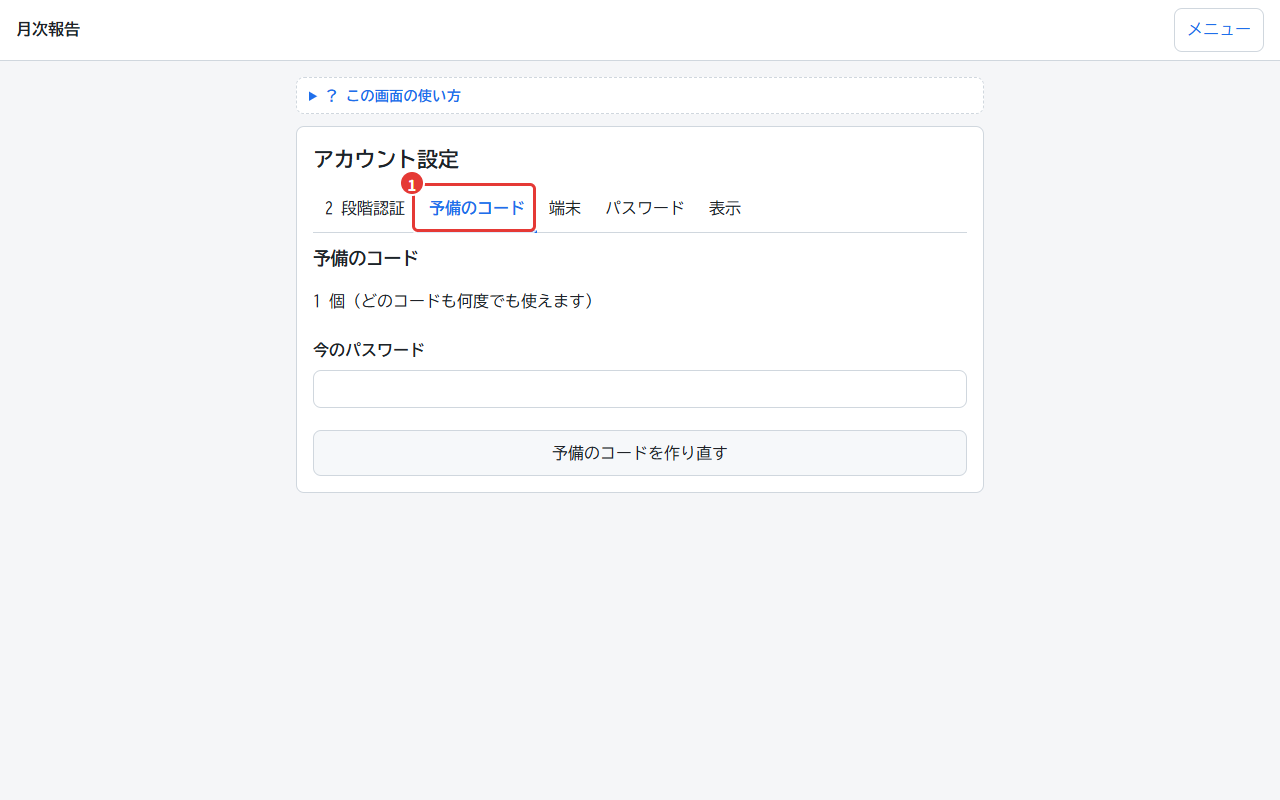 月次報告
メニュー
▶ ? この画面の使い方
アカウント設定
1
2 段階認証 予備のコード 端末 パスワード 表示
予備のコード
1 個（どのコードも何度でも使えます）
今のパスワード
予備のコードを作り直す